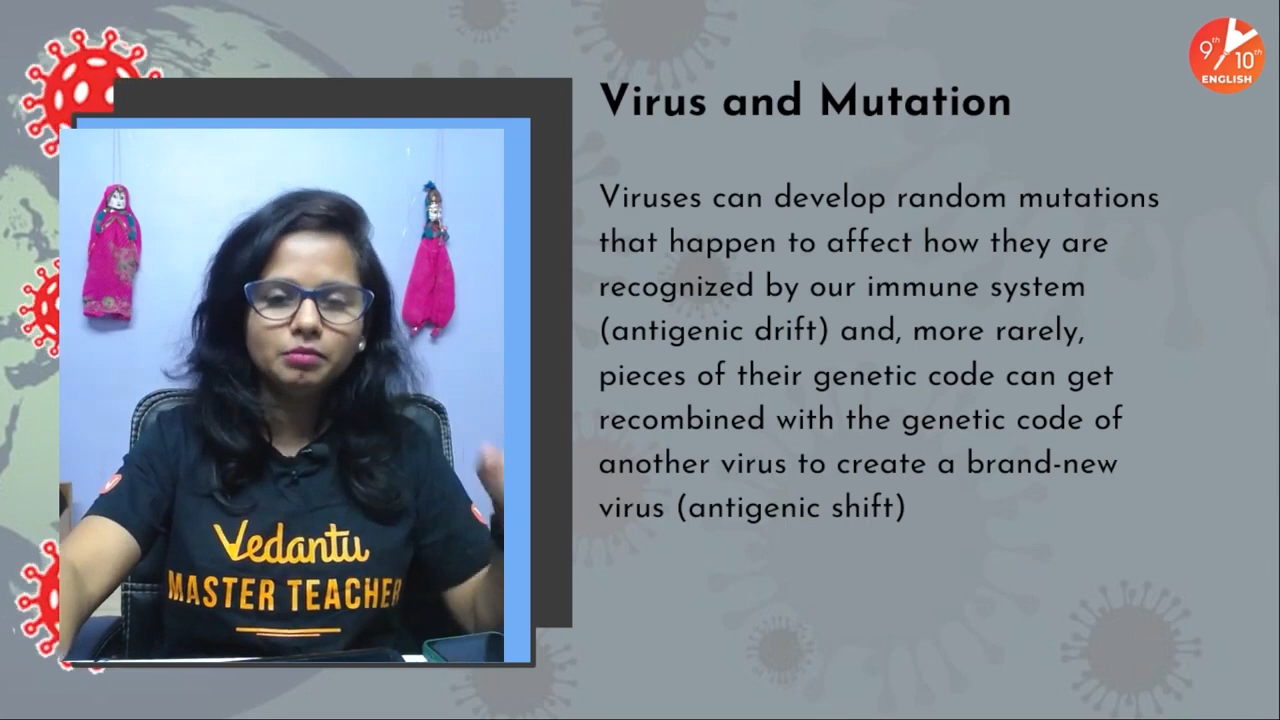 9th 10th
ENGLISH
Virus and Mutation
Viruses can develop random mutations
that happen to affect how they are
recognized by our immune system
(antigenic drift) and, more rarely,
pieces of their genetic code can get
recombined with the genetic code of
another virus to create a brand-new
virus (antigenic shift)
Vedantu
MASTER TEACHER